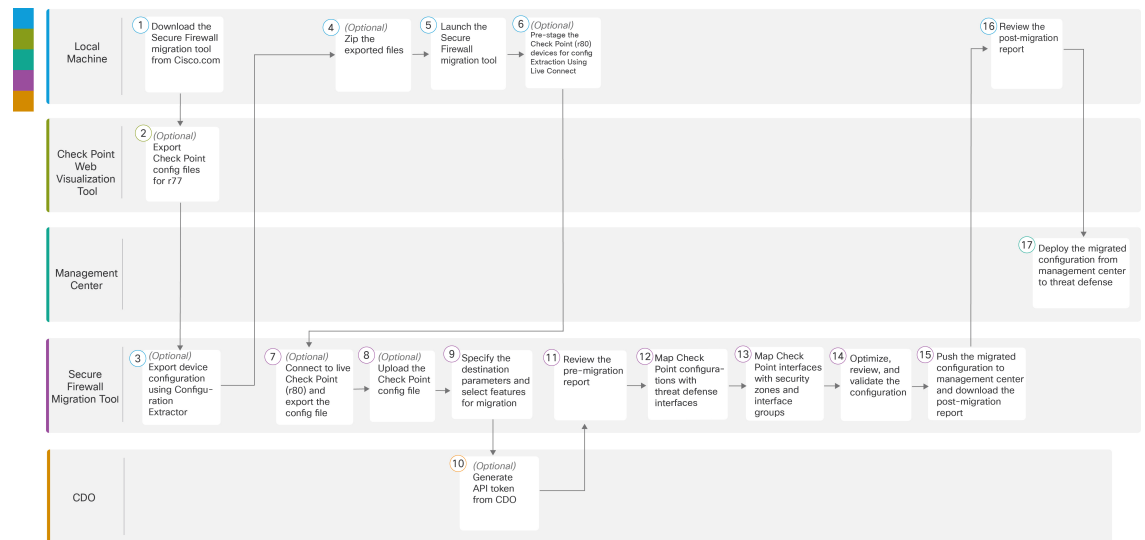 Local
Machine
1
Download the
Secure Firewall
migration tool
from Cisco.com
4
(Optional)
Zip the
exported files
5
Launch the
Secure
Firewall
migration tool
6
(Optional)
Pre-stage the
Check Point (r80)
devices for config
Extraction Using
Live Connect
16
Review the
post-migration
report
Check Point
Web
Visualization
Tool
2
(Optional)
Export
Check Point
config files
for r77
Management
Center
17
Deploy the migrated
configuration from
management center
to threat defense
Secure
Firewall
Migration Tool
3
(Optional)
Export device
configuration
using Configu-
ration
Extractor
7
(Optional)
Connect to live
Check Point
(r80) and
export the
config file
8
(Optional)
Upload the
Check Point
config file
9
Specify the
destination
parameters and
select features
for migration
11
Review the
pre-migration
report
12
Map Check
Point configura-
tions with
threat defense
interfaces
13
Map Check
Point interfaces
with security
zones and
interface
groups
14
Optimize,
review, and
validate the
configuration
15
Push the migrated
configuration to
management center
and download the
post-migration
report
CDO
10
(Optional)
Generate
API token
from CDO